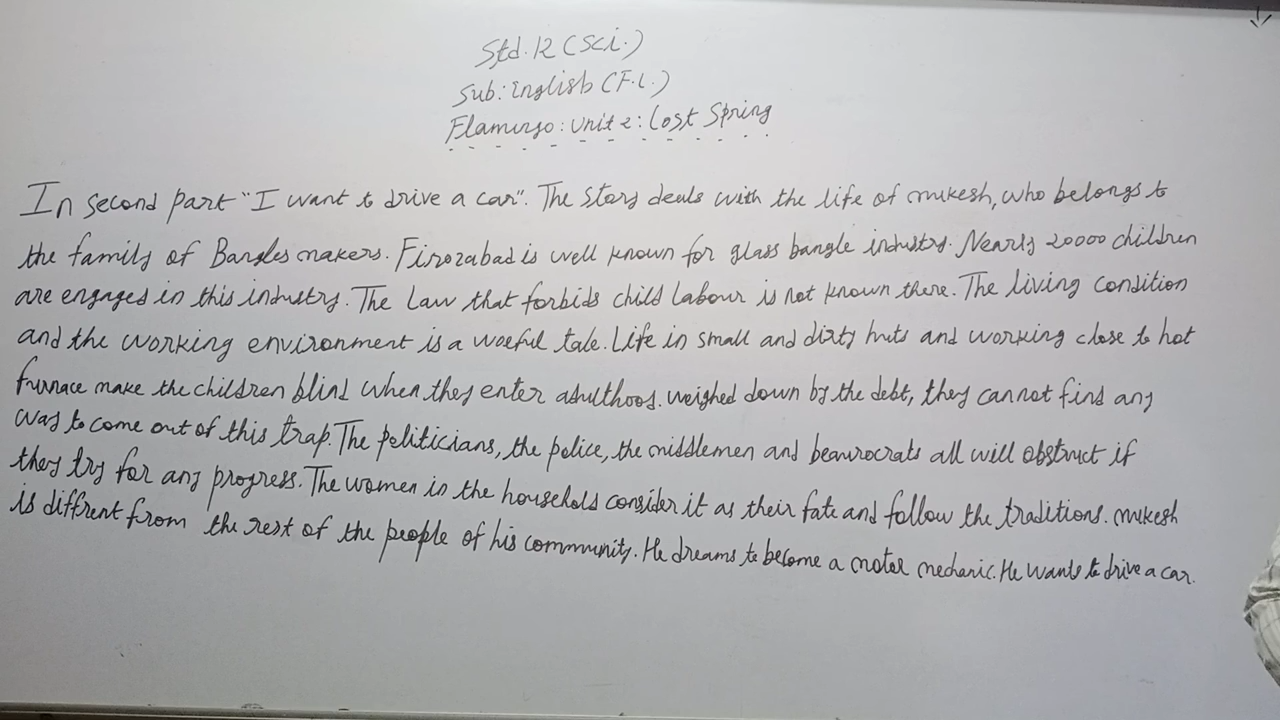 Std. 12 (Sci.)
Sub: English (F.L.)
Flamingo: Unit 2: Lost Spring
In second part "I want to drive a car". The story deals with the life of mukesh, who belongs to
the family of Bangles makers. Firozabad is well known for glass bangle industry. Nearly 20000 children
are engaged in this industry. The Law that forbids child labour is not known there. The living condition
and the working environment is a woeful tale. Life in small and dirty huts and working close to hot
furnace make the children blind when they enter adulthood. weighed down by the debt, they cannot find any
way to come out of this trap. The politicians, the police, the middlemen and beaurocrats all will obstruct if
they try for any progress. The women in the household consider it as their fate and follow the traditions. mukesh
is diffrent from the rest of the people of his community. He dreams to become a motor mechanic. He wants to drive a car.